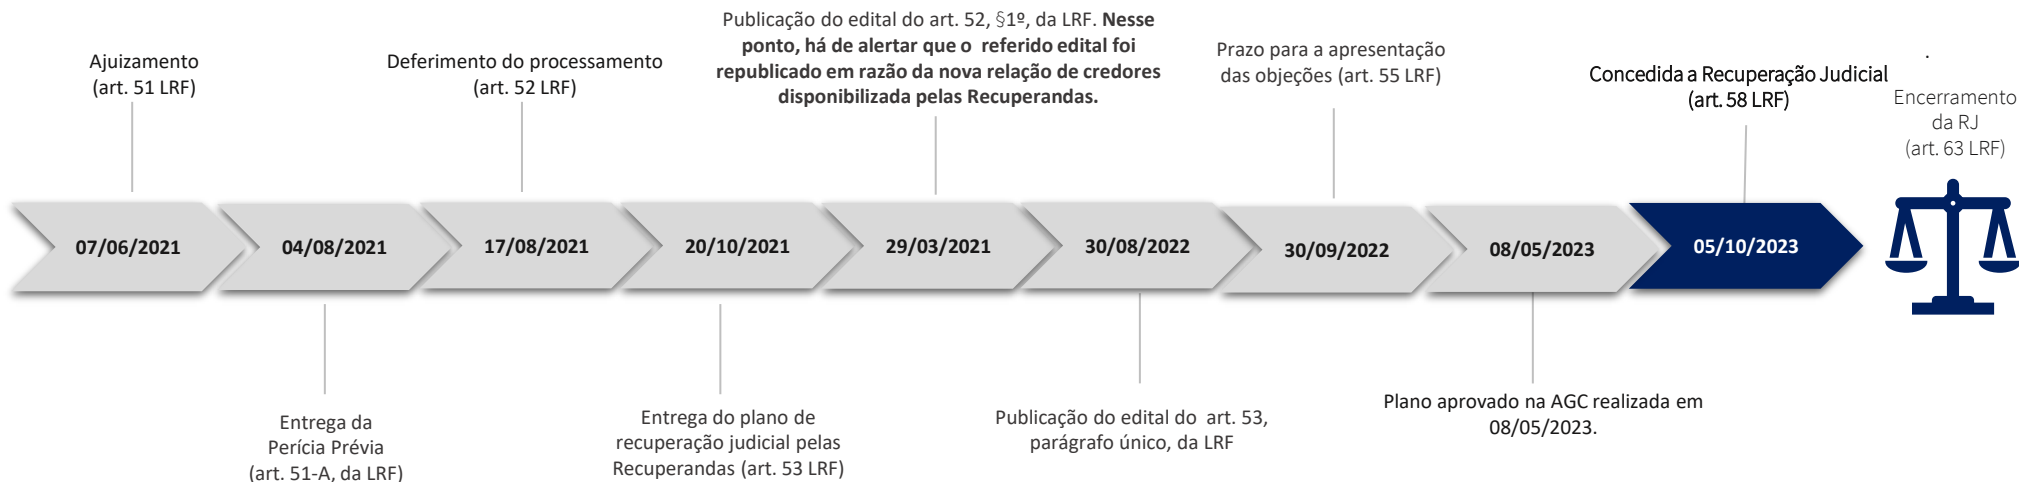 Ajuizamento
(art. 51 LRF)
Deferimento do processamento
(art. 52 LRF)
Publicação do edital do art. 52, §1º, da LRF. Nesse
ponto, há de alertar que o referido edital foi
republicado em razão da nova relação de credores
disponibilizada pelas Recuperandas.
Prazo para a apresentação
das objeções (art. 55 LRF)
Concedida a Recuperação Judicial
(art. 58 LRF)
.
Encerramento
da RJ
(art. 63 LRF)
07/06/2021
04/08/2021
17/08/2021
20/10/2021
29/03/2021
30/08/2022
30/09/2022
08/05/2023
05/10/2023
Entrega da
Perícia Prévia
(art. 51-A, da LRF)
Entrega do plano de
recuperação judicial pelas
Recuperandas (art. 53 LRF)
Publicação do edital do art. 53,
parágrafo único, da LRF
Plano aprovado na AGC realizada em
08/05/2023.